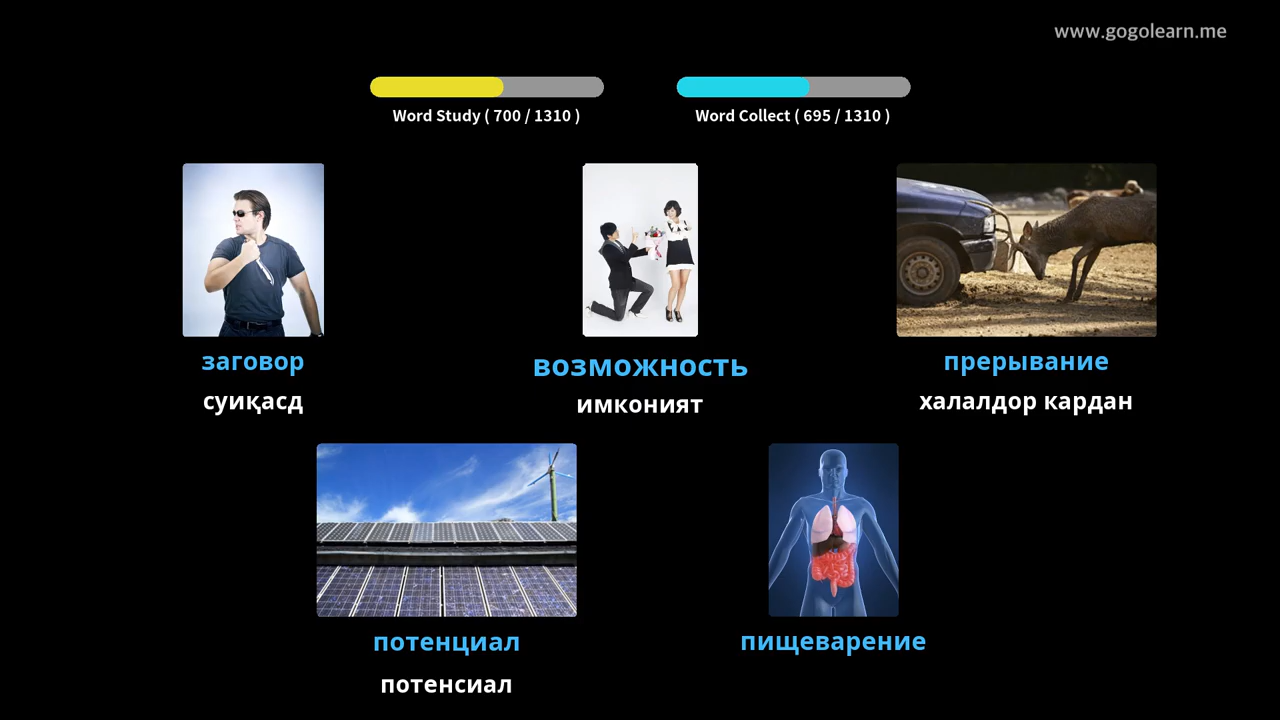 www.gogolearn.me
Word Study ( 700 / 1310 )
Word Collect ( 695 / 1310 )
заговор
суиқасд
возможность
имконият
прерывание
халалдор кардан
потенциал
потенсиал
пищеварение